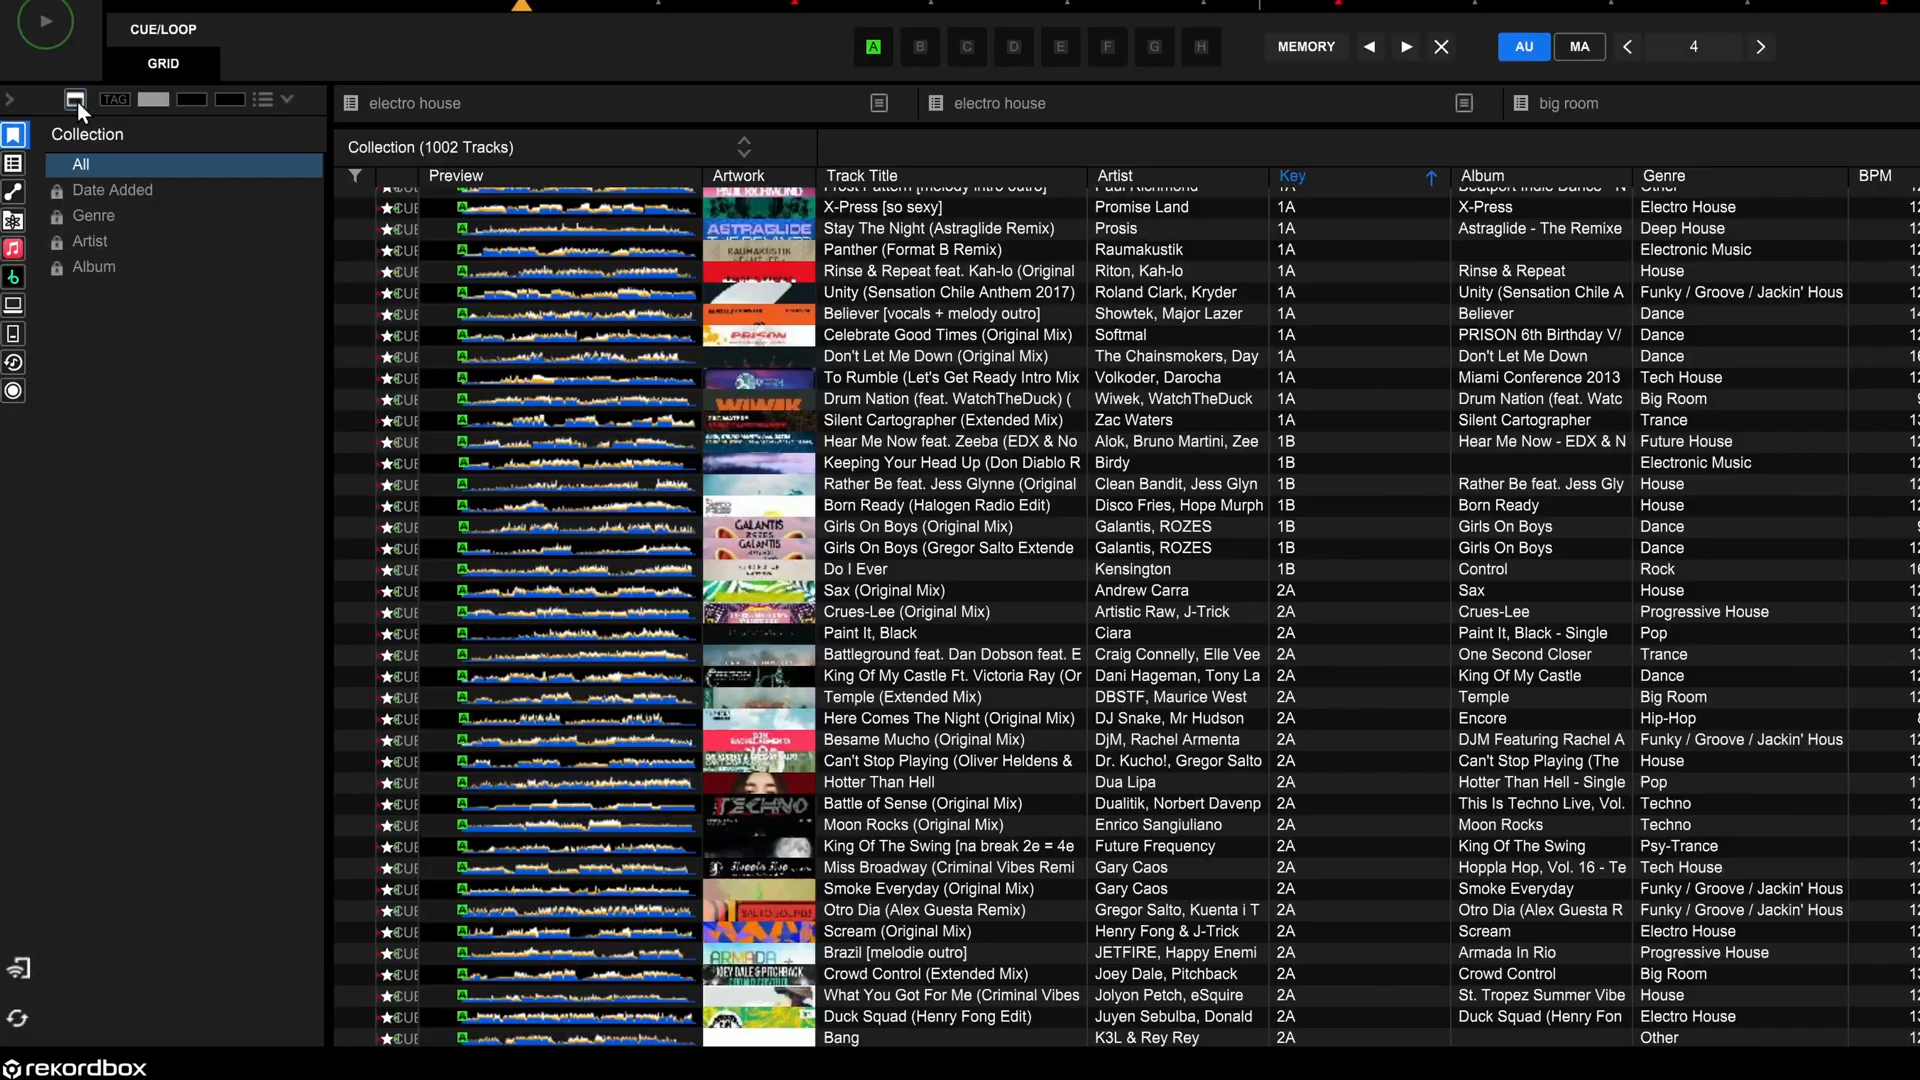 CUE/LOOP
GRID
A B C D E F G H MEMORY AU MA 4
TAG
electro house electro house big room
Collection
All
Date Added
Genre
Artist
Album
Collection (1002 Tracks)
Preview Artwork Track Title Artist Key Album Genre BPM
X-Press [so sexy] Promise Land 1A X-Press Electro House
Stay The Night (Astraglide Remix) Prosis 1A Astraglide - The Remixe Deep House
Panther (Format B Remix) Raumakustik 1A Electronic Music
Rinse & Repeat feat. Kah-lo (Original Riton, Kah-lo 1A Rinse & Repeat House
Unity (Sensation Chile Anthem 2017) Roland Clark, Kryder 1A Unity (Sensation Chile A Funky / Groove / Jackin' Hous
Believer [vocals + melody outro] Showtek, Major Lazer 1A Believer Dance
Celebrate Good Times (Original Mix) Softmal 1A PRISON 6th Birthday V/ Dance
Don't Let Me Down (Original Mix) The Chainsmokers, Day 1A Don't Let Me Down Dance
To Rumble (Let's Get Ready Intro Mix Volkoder, Darocha 1A Miami Conference 2013 Tech House
Drum Nation (feat. WatchTheDuck) ( Wiwek, WatchTheDuck 1A Drum Nation (feat. Watc Big Room
Silent Cartographer (Extended Mix) Zac Waters 1A Silent Cartographer Trance
Hear Me Now feat. Zeeba (EDX & No Alok, Bruno Martini, Zee 1B Hear Me Now - EDX & N Future House
Keeping Your Head Up (Don Diablo R Birdy 1B Electronic Music
Rather Be feat. Jess Glynne (Original Clean Bandit, Jess Glyn 1B Rather Be feat. Jess Gly House
Born Ready (Halogen Radio Edit) Disco Fries, Hope Murph 1B Born Ready House
Girls On Boys (Original Mix) Galantis, ROZES 1B Girls On Boys Dance
Girls On Boys (Gregor Salto Extende Galantis, ROZES 1B Girls On Boys Dance
Do I Ever Kensington 1B Control Rock
Sax (Original Mix) Andrew Carra 2A Sax House
Crues-Lee (Original Mix) Artistic Raw, J-Trick 2A Crues-Lee Progressive House
Paint It, Black Ciara 2A Paint It, Black - Single Pop
Battleground feat. Dan Dobson feat. E Craig Connelly, Elle Vee 2A One Second Closer Trance
King Of My Castle Ft. Victoria Ray (Or Dani Hageman, Tony La 2A King Of My Castle Dance
Temple (Extended Mix) DBSTF, Maurice West 2A Temple Big Room
Here Comes The Night (Original Mix) DJ Snake, Mr Hudson 2A Encore Hip-Hop
Besame Mucho (Original Mix) DjM, Rachel Armenta 2A DJM Featuring Rachel A Funky / Groove / Jackin' Hous
Can't Stop Playing (Oliver Heldens & Dr. Kucho!, Gregor Salto 2A Can't Stop Playing (The House
Hotter Than Hell Dua Lipa 2A Hotter Than Hell - Single Pop
Battle of Sense (Original Mix) Dualitik, Norbert Davenp 2A This Is Techno Live, Vol. Techno
Moon Rocks (Original Mix) Enrico Sangiuliano 2A Moon Rocks Techno
King Of The Swing [na break 2e = 4e Future Frequency 2A King Of The Swing Psy-Trance
Miss Broadway (Criminal Vibes Remi Gary Caos 2A Hoppla Hop, Vol. 16 - Te Tech House
Smoke Everyday (Original Mix) Gary Caos 2A Smoke Everyday Funky / Groove / Jackin' Hous
Otro Dia (Alex Guesta Remix) Gregor Salto, Kuenta i T 2A Otro Dia (Alex Guesta R Funky / Groove / Jackin' Hous
Scream (Original Mix) Henry Fong & J-Trick 2A Scream Electro House
Brazil [melodie outro] JETFIRE, Happy Enemi 2A Armada In Rio Progressive House
Crowd Control (Extended Mix) Joey Dale, Pitchback 2A Crowd Control Big Room
What You Got For Me (Criminal Vibes Jolyon Petch, eSquire 2A St. Tropez Summer Vibe House
Duck Squad (Henry Fong Edit) Juyen Sebulba, Donald 2A Duck Squad (Henry Fon Electro House
Bang K3L & Rey Rey 2A Other
rekordbox